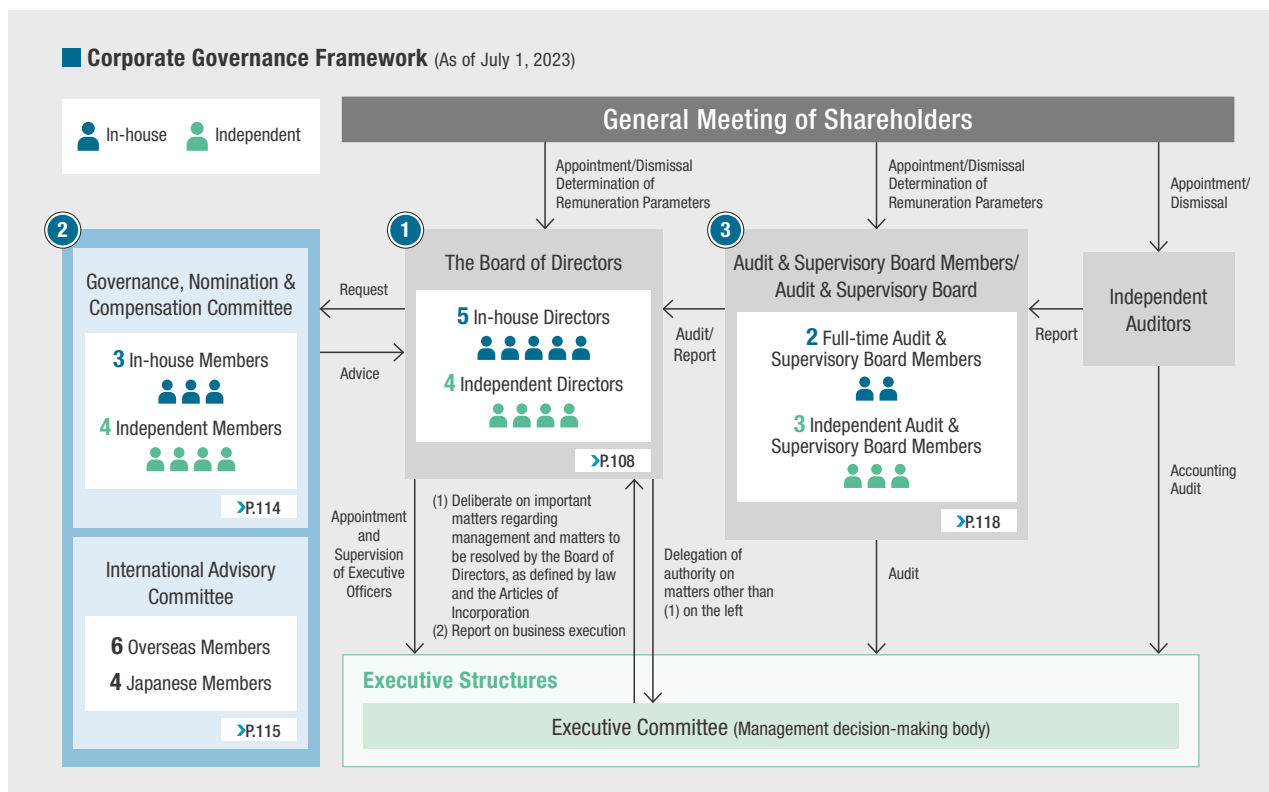 Corporate Governance Framework (As of July 1, 2023)
In-house
Independent
General Meeting of Shareholders
Appointment/Dismissal
Determination of
Remuneration Parameters
Appointment/Dismissal
Determination of
Remuneration Parameters
Appointment/
Dismissal
2
Governance, Nomination &
Compensation Committee
3 In-house Members
4 Independent Members
P.114
International Advisory
Committee
6 Overseas Members
4 Japanese Members
P.115
Request
Advice
1
The Board of Directors
5 In-house Directors
4 Independent Directors
P.108
Audit/
Report
3
Audit & Supervisory Board Members/
Audit & Supervisory Board
2 Full-time Audit &
Supervisory Board Members
3 Independent Audit &
Supervisory Board Members
P.118
Report
Independent
Auditors
Appointment
and
Supervision
of Executive
Officers
(1) Deliberate on important
matters regarding
management and matters to
be resolved by the Board of
Directors, as defined by law
and the Articles of
Incorporation
(2) Report on business execution
Delegation of
authority on
matters other than
(1) on the left
Audit
Accounting
Audit
Executive Structures
Executive Committee (Management decision-making body)